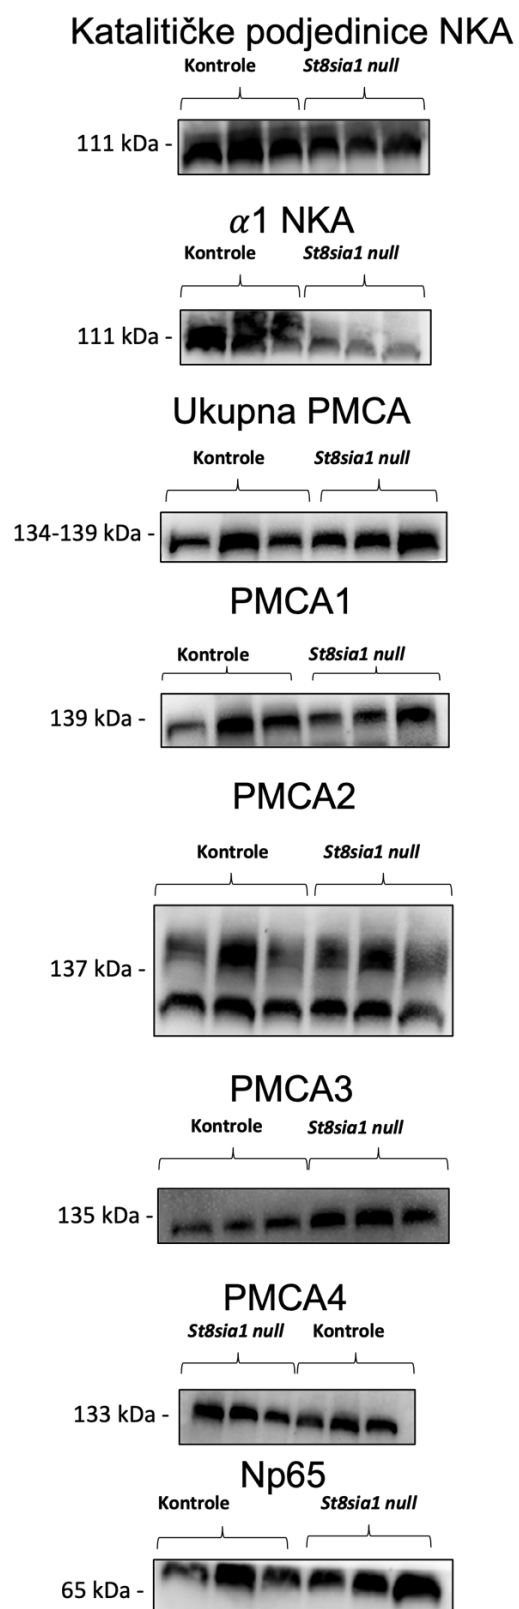 Katalitičke podjedinice NKA
Kontrole St8sia1 null
111 kDa -
α1 NKA
Kontrole St8sia1 null
111 kDa -
Ukupna PMCA
Kontrole St8sia1 null
134-139 kDa -
PMCA1
Kontrole St8sia1 null
139 kDa -
PMCA2
Kontrole St8sia1 null
137 kDa -
PMCA3
Kontrole St8sia1 null
135 kDa -
PMCA4
St8sia1 null Kontrole
133 kDa -
Np65
Kontrole St8sia1 null
65 kDa -